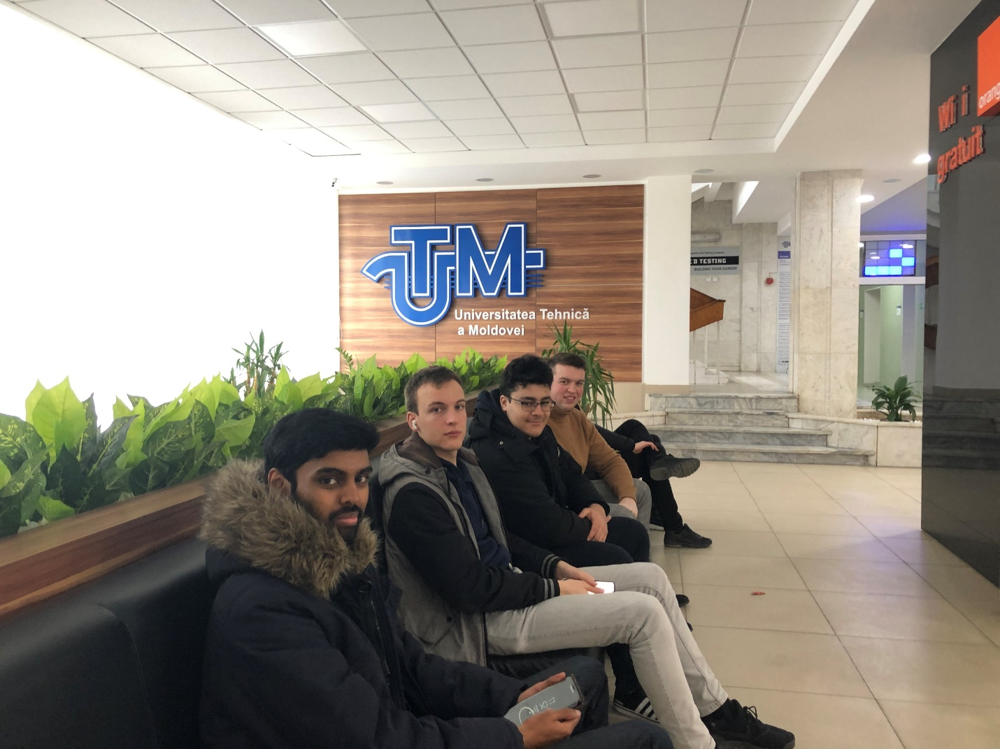 UTM
Universitatea Tehnică
a Moldovei
TESTING
BUILDING YOUR CAREER
Wi i
gratuit
orang